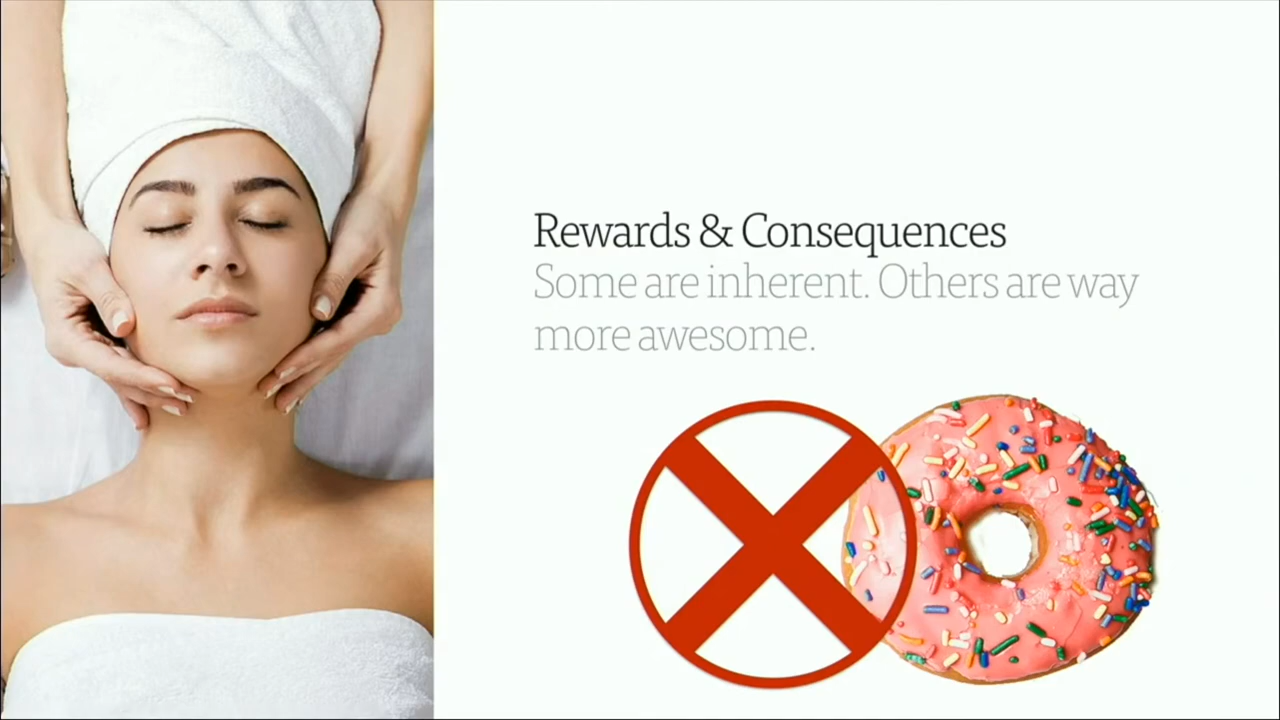 Rewards & Consequences
Some are inherent. Others are way
more awesome.